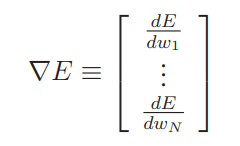 ∇E ≡ [ dE/dw₁ ⋮ dE/dw_N ]